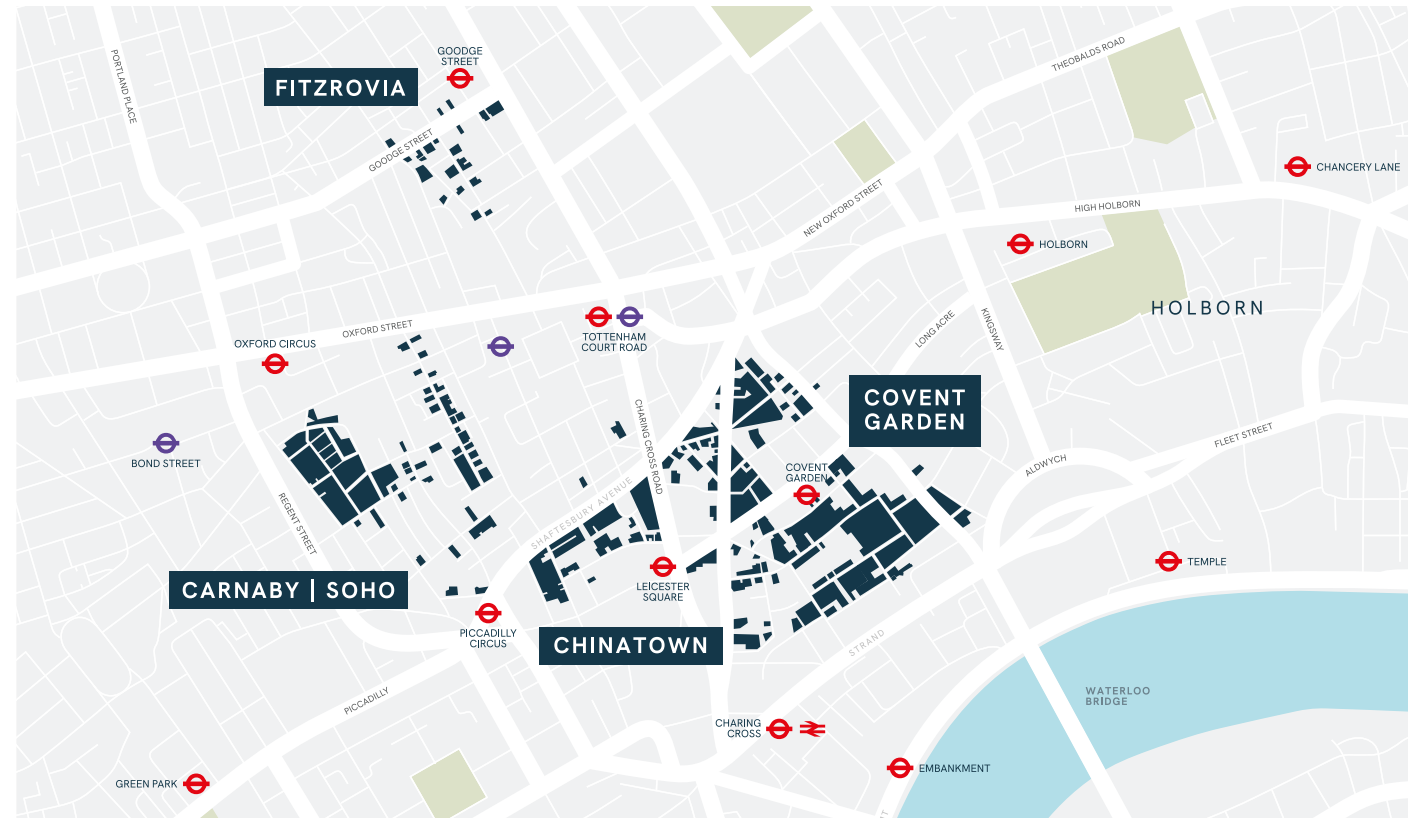 PORTLAND PLACE
GOODGE
STREET
THEOBALDS ROAD
FITZROVIA
GOODGE STREET
CHANCERY LANE
NEW OXFORD STREET
HIGH HOLBORN
HOLBORN
HOLBORN
OXFORD STREET
OXFORD CIRCUS
TOTTENHAM
COURT ROAD
LONG ACRE
KINGSWAY
COVENT
GARDEN
CHARING CROSS ROAD
BOND STREET
FLEET STREET
ALDWYCH
COVENT
GARDEN
REGENT STREET
SHAFTESBURY AVENUE
TEMPLE
CARNABY | SOHO
LEICESTER
SQUARE
PICCADILLY
CIRCUS
CHINATOWN
STRAND
PICCADILLY
WATERLOO
BRIDGE
CHARING
CROSS
EMBANKMENT
GREEN PARK